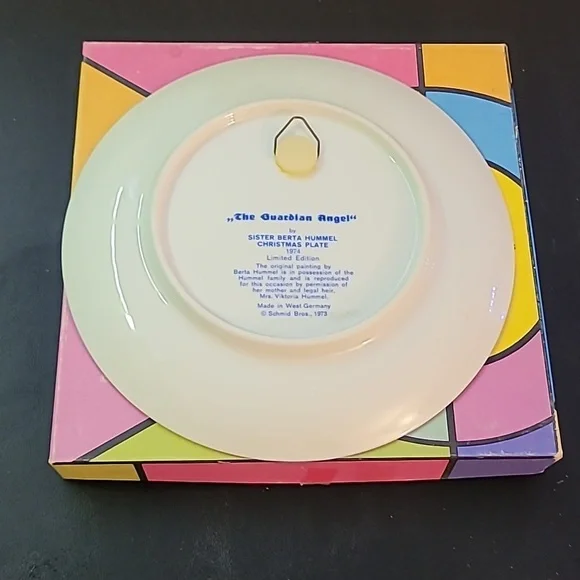 „The Guardian Angel“
by
SISTER BERTA HUMMEL
CHRISTMAS PLATE
1974
Limited Edition
The original painting by
Berta Hummel is in possession of the
Hummel family and is reproduced
for this occasion by permission of
her mother and legal heir,
Mrs. Viktoria Hummel.
Made in West Germany
© Schmid Bros., 1973